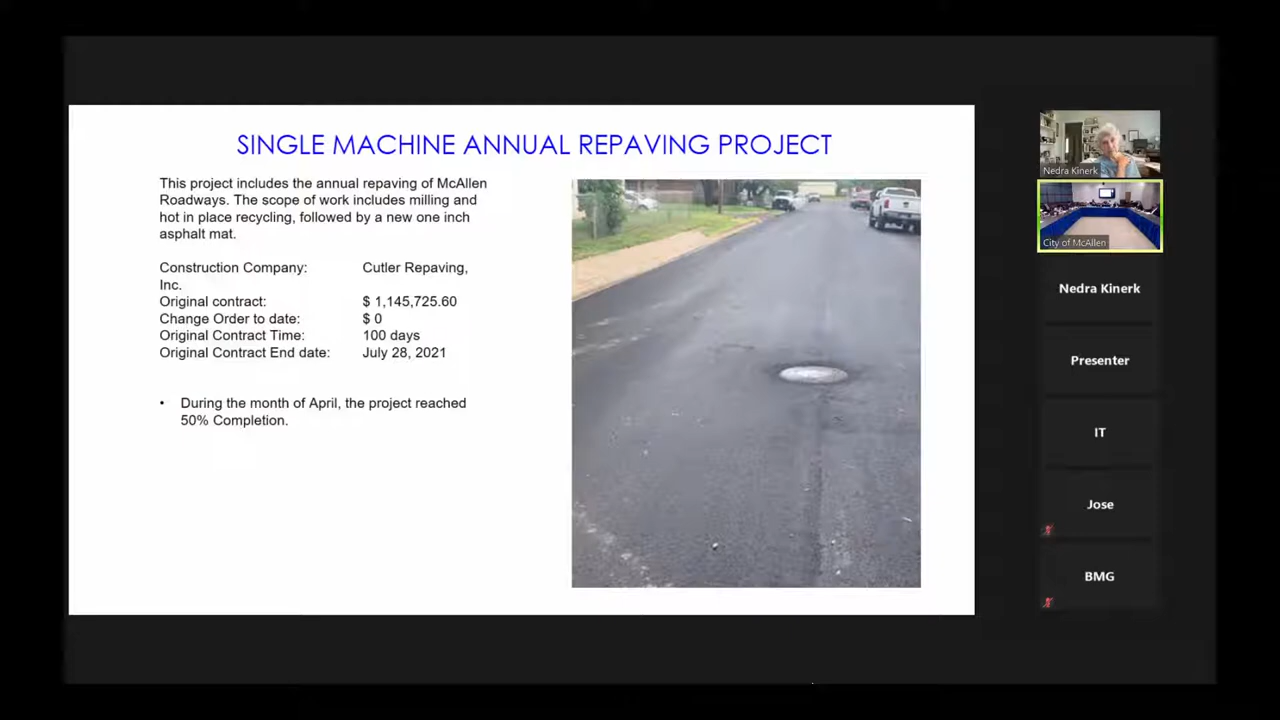 SINGLE MACHINE ANNUAL REPAVING PROJECT
This project includes the annual repaving of McAllen
Roadways. The scope of work includes milling and
hot in place recycling, followed by a new one inch
asphalt mat.
Construction Company: Cutler Repaving,
Inc.
Original contract: $ 1,145,725.60
Change Order to date: $ 0
Original Contract Time: 100 days
Original Contract End date: July 28, 2021
• During the month of April, the project reached
50% Completion.
Nedra Kinerk
City of McAllen
Nedra Kinerk
Presenter
IT
Jose
BMG